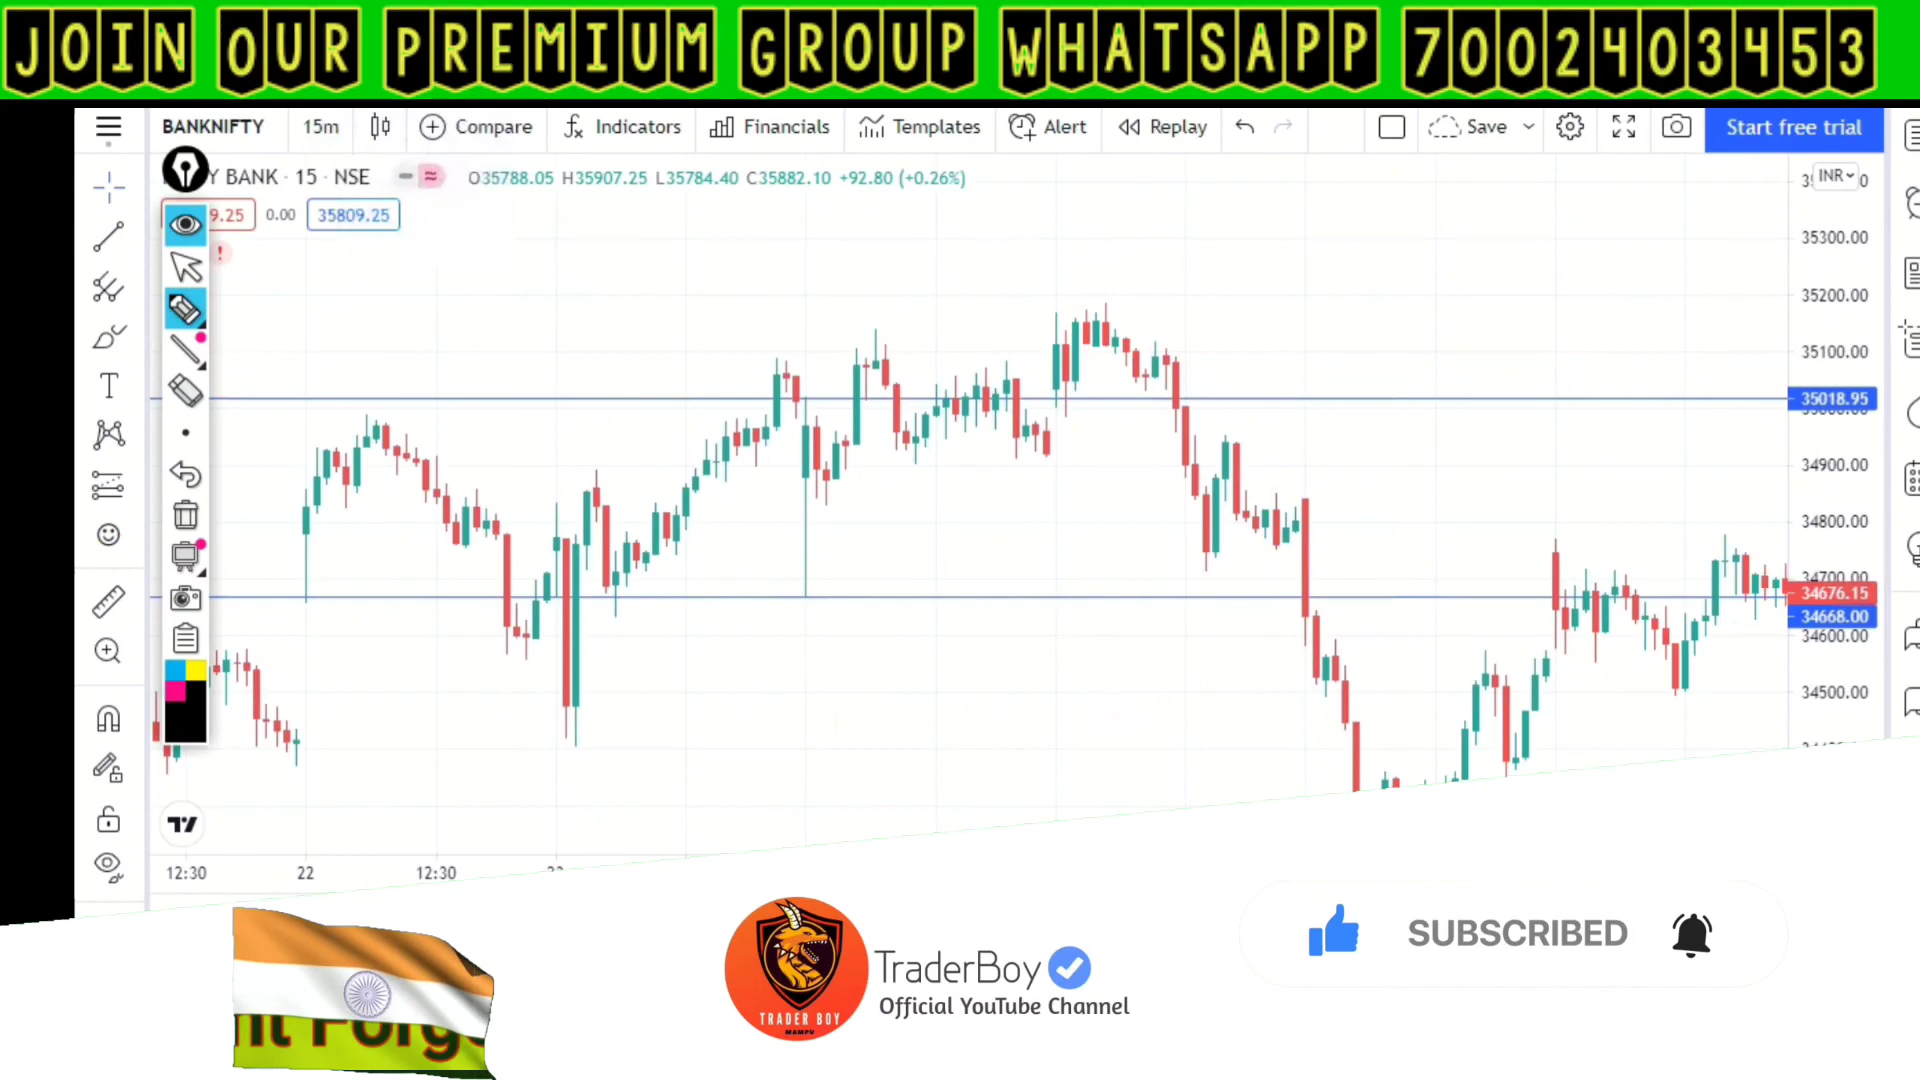 JOIN OUR PREMIUM GROUP WHATSAPP 7002403453
BANKNIFTY 15m Compare Indicators Financials Templates Alert Replay Save Start free trial
Y BANK · 15 · NSE O35788.05 H35907.25 L35784.40 C35882.10 +92.80 (+0.26%)
INR
9.25 0.00 35809.25
35300.00
35200.00
35100.00
35018.95
34900.00
34800.00
34700.00
34676.15
34668.00
34600.00
34500.00
12:30 22 12:30
TraderBoy
Official YouTube Channel
TRADER BOY
SUBSCRIBED